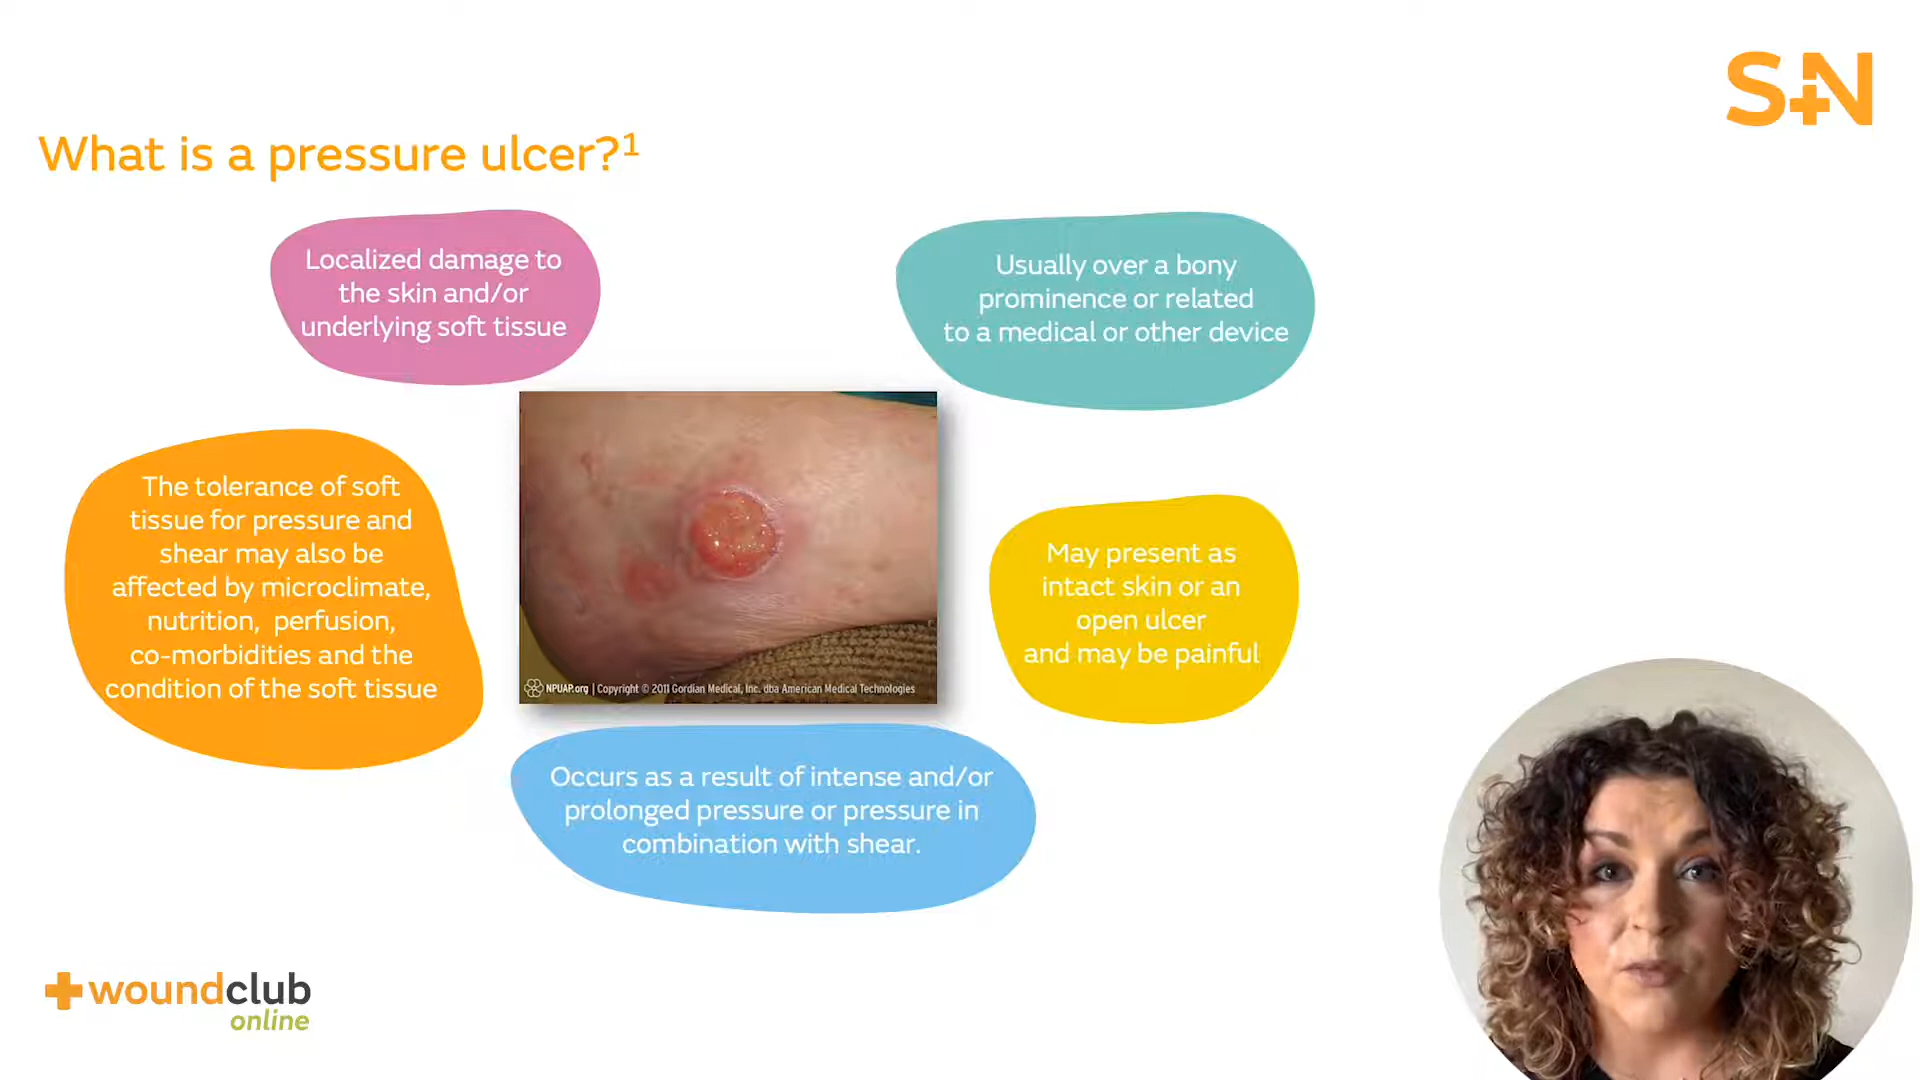 S+N
What is a pressure ulcer?¹
Localized damage to
the skin and/or
underlying soft tissue
Usually over a bony
prominence or related
to a medical or other device
The tolerance of soft
tissue for pressure and
shear may also be
affected by microclimate,
nutrition, perfusion,
co-morbidities and the
condition of the soft tissue
May present as
intact skin or an
open ulcer
and may be painful
NPUAP.org | Copyright © 2011 Gordian Medical, Inc. dba American Medical Technologies
Occurs as a result of intense and/or
prolonged pressure or pressure in
combination with shear.
woundclub
online